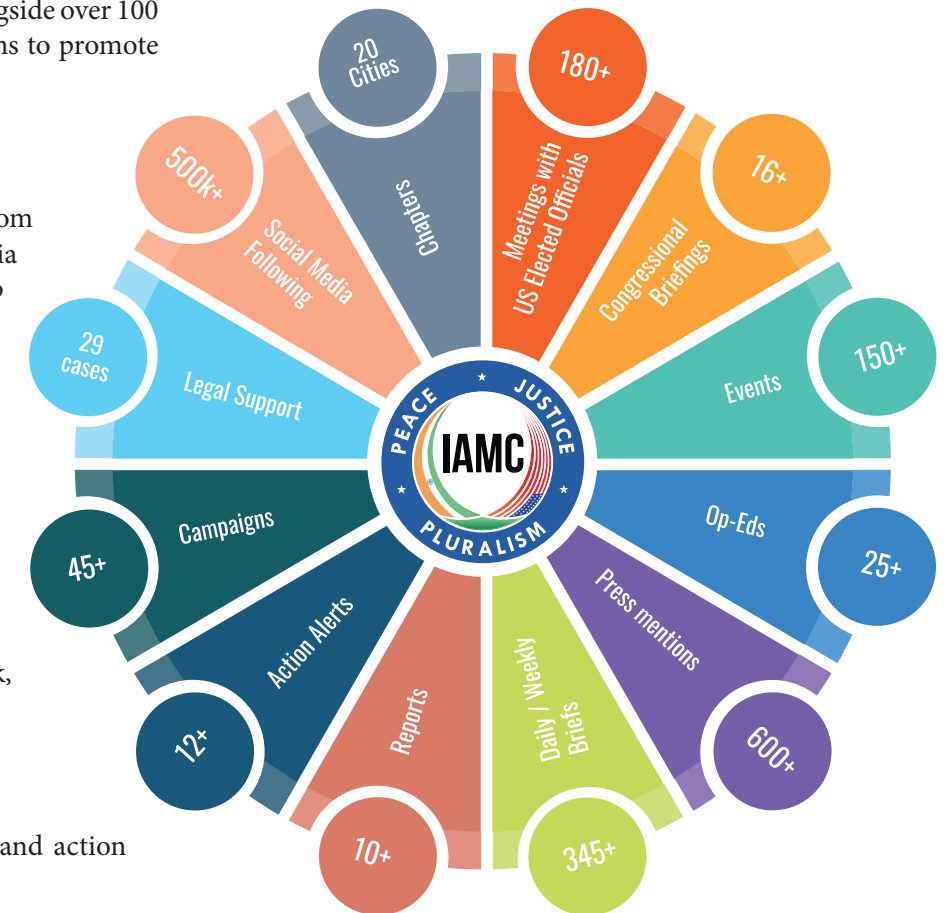 gside over 100
ns to promote
om
ia
k,
and action
20
Cities
Chapters
180+
Meetings with
US Elected Officials
16+
Congressional
Briefings
150+
Events
25+
Op-Eds
600+
Press mentions
345+
Daily / Weekly
Briefs
10+
Reports
12+
Action Alerts
45+
Campaigns
29
cases
Legal Support
500k+
Social Media
Following
PEACE
JUSTICE
IAMC
PLURALISM